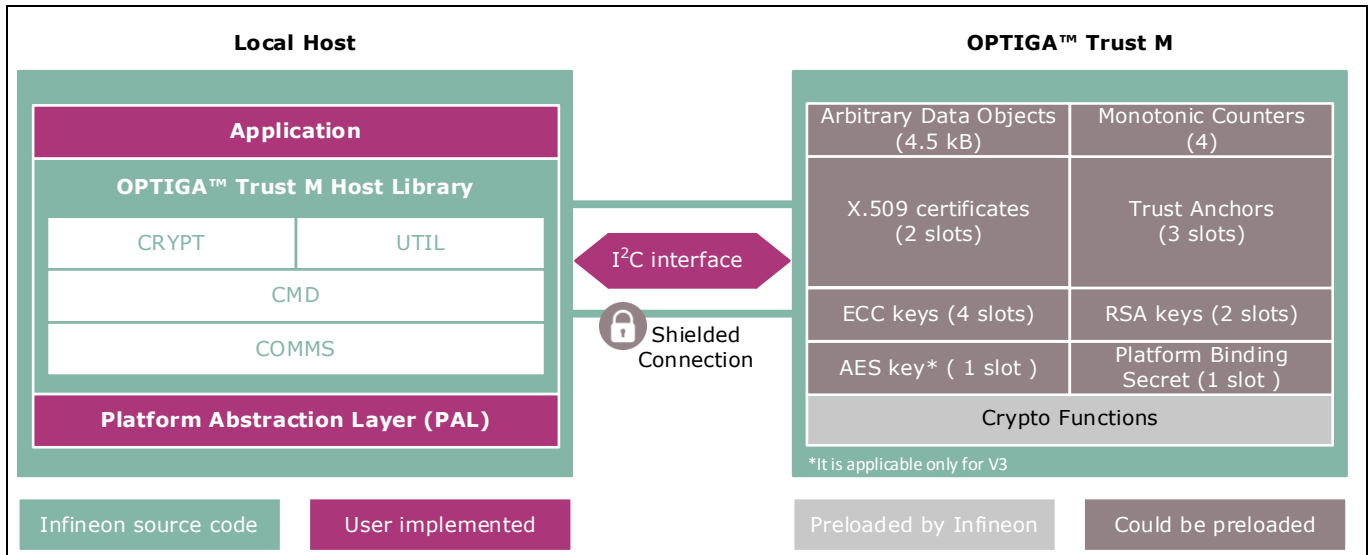 Local Host
OPTIGA™ Trust M
Application
OPTIGA™ Trust M Host Library
CRYPT
UTIL
CMD
COMMS
Platform Abstraction Layer (PAL)
I²C interface
Shielded
Connection
Arbitrary Data Objects
(4.5 kB)
Monotonic Counters
(4)
X.509 certificates
(2 slots)
Trust Anchors
(3 slots)
ECC keys (4 slots)
RSA keys (2 slots)
AES key* ( 1 slot )
Platform Binding
Secret (1 slot )
Crypto Functions
*It is applicable only for V3
Infineon source code
User implemented
Preloaded by Infineon
Could be preloaded